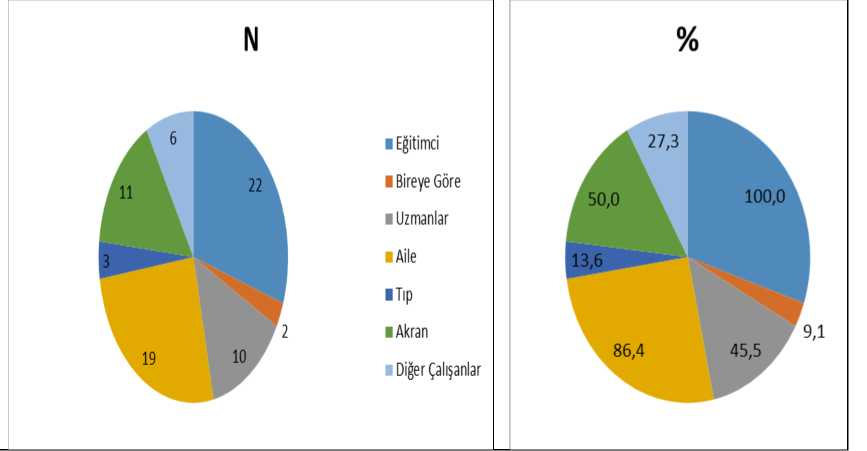 N
6
22
11
3
2
19
10
Eğitimci
Bireye Göre
Uzmanlar
Aile
Tıp
Akran
Diğer Çalışanlar
%
27,3
100,0
50,0
13,6
9,1
86,4
45,5